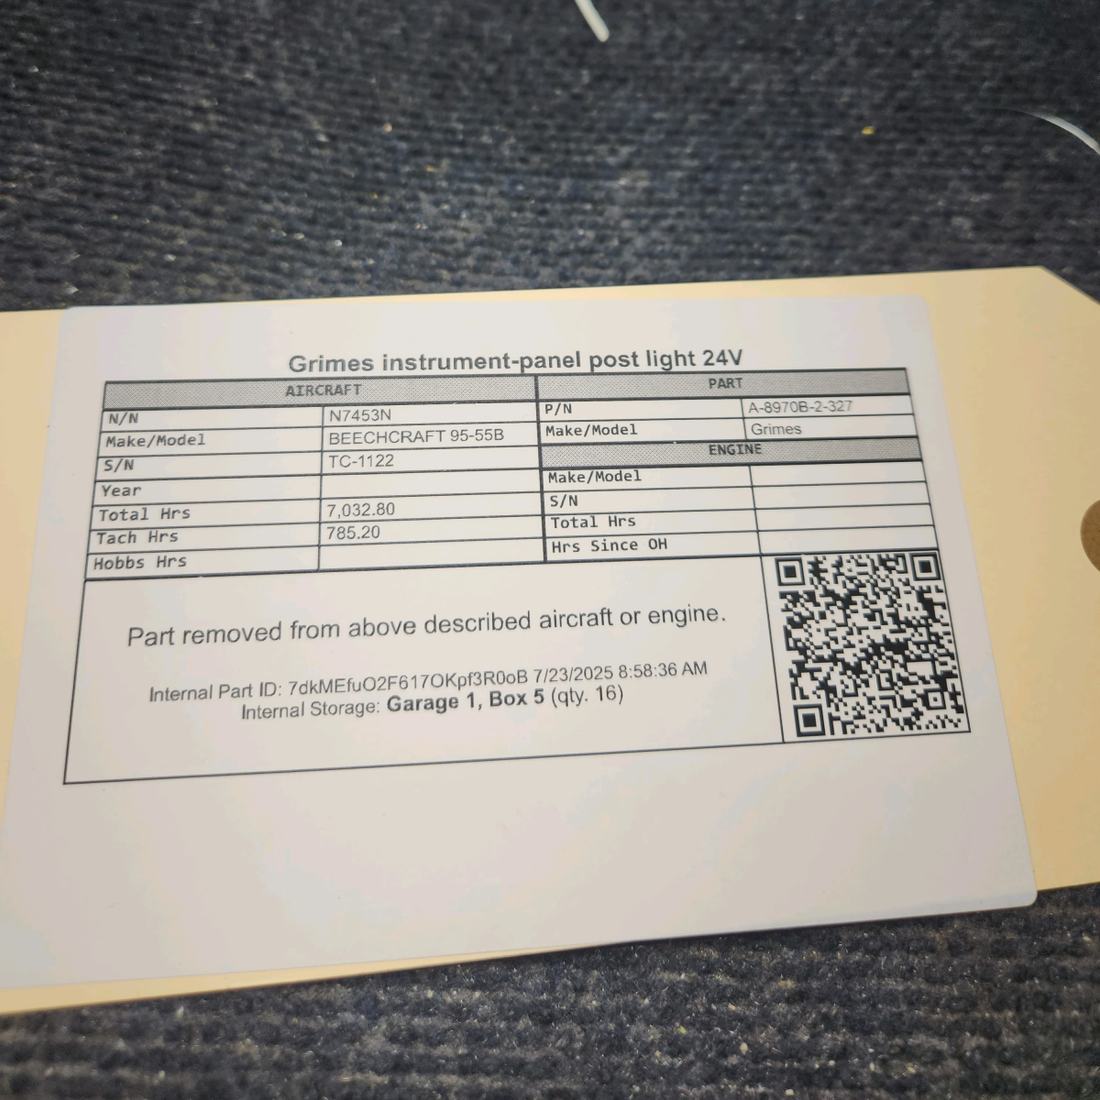 Grimes instrument-panel post light 24V
AIRCRAFT PART
N/N N7453N P/N A-8970B-2-327
Make/Model BEECHCRAFT 95-55B Make/Model Grimes
S/N TC-1122 ENGINE
Year Make/Model
Total Hrs 7,032.80 S/N
Tach Hrs 785.20 Total Hrs
Hobbs Hrs Hrs Since OH
Part removed from above described aircraft or engine.
Internal Part ID: 7dkMEfuO2F617OKpf3R0oB 7/23/2025 8:58:36 AM
Internal Storage: Garage 1, Box 5 (qty. 16)